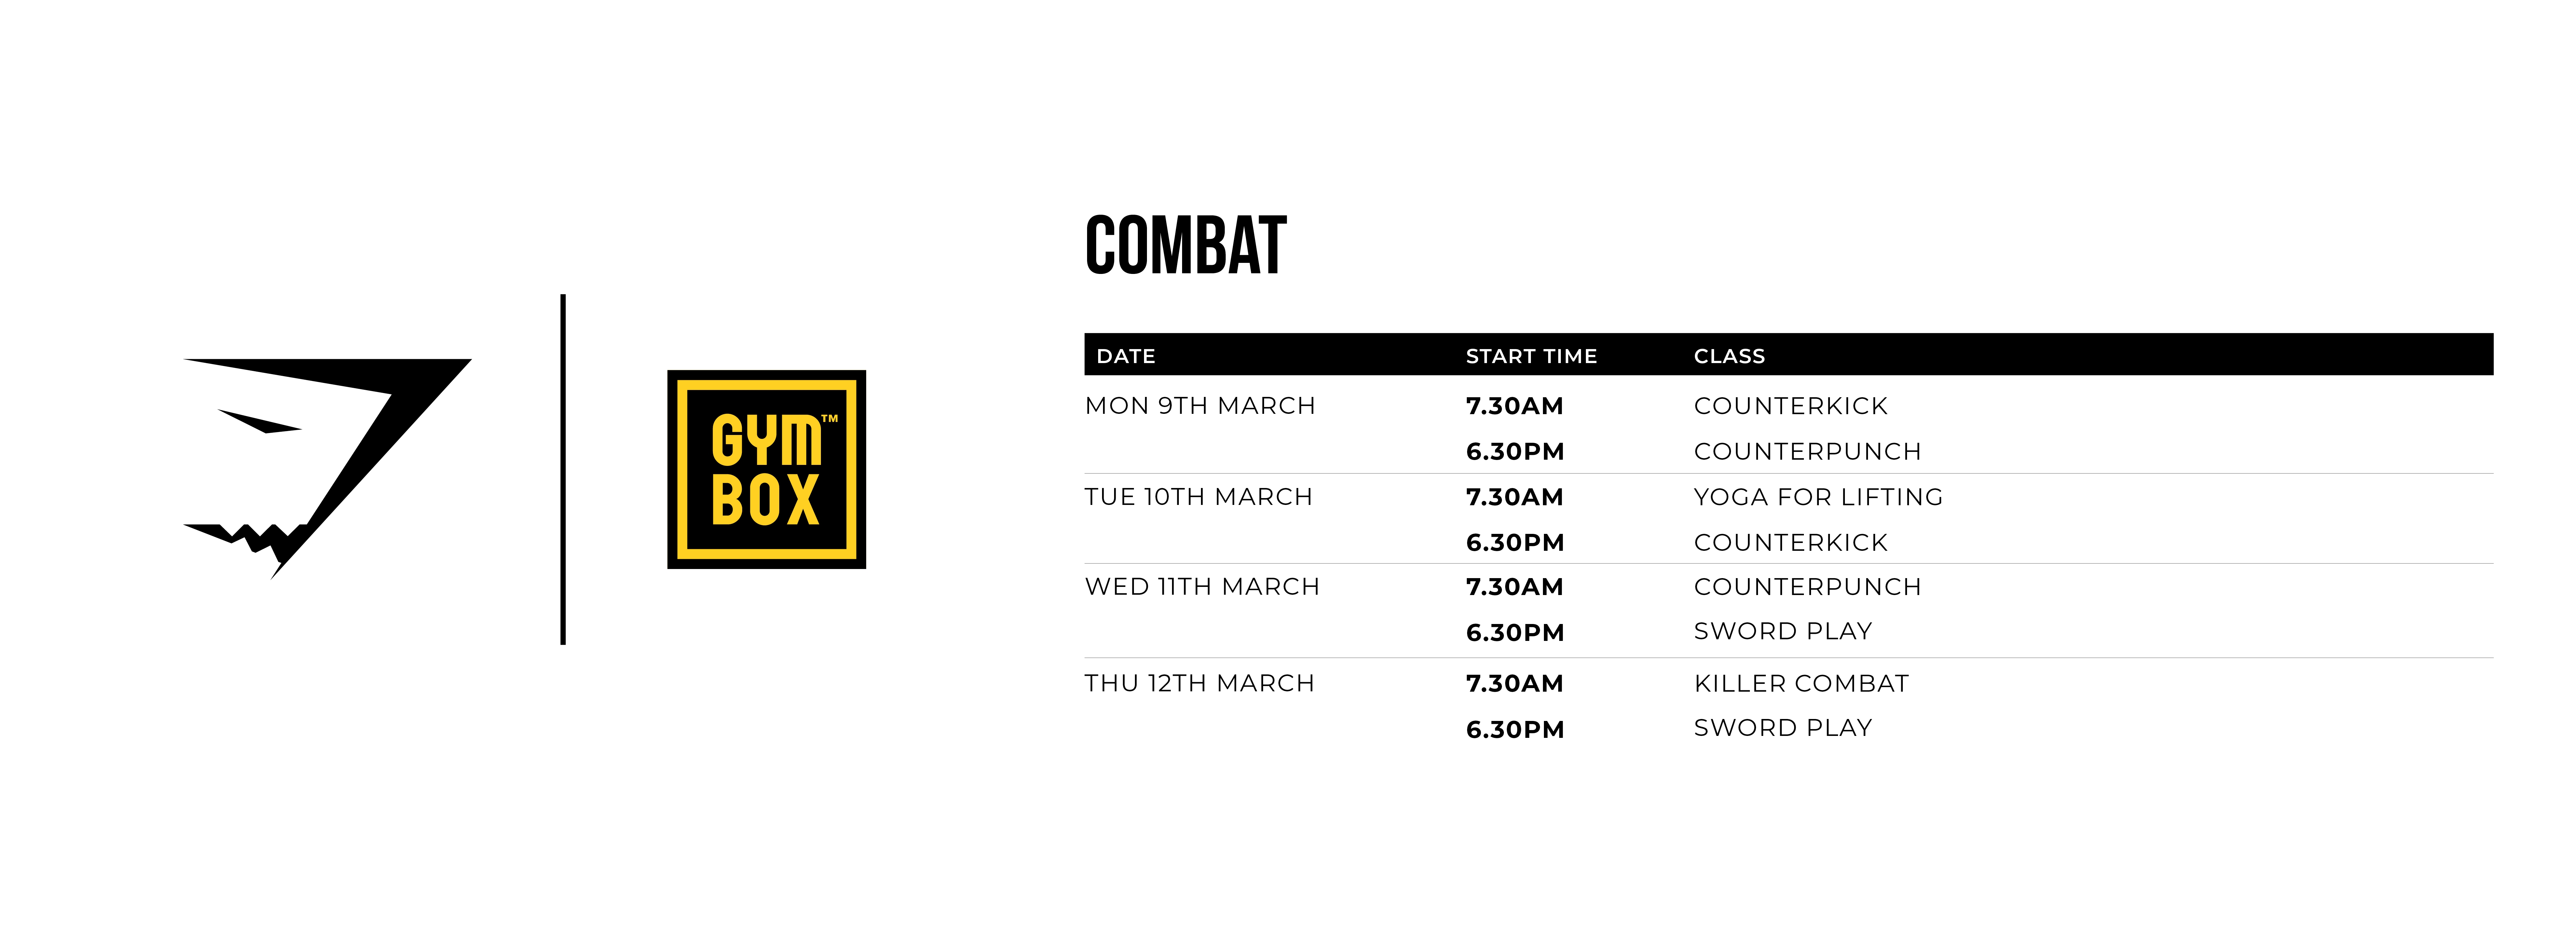 GYM™
BOX
COMBAT
DATE START TIME CLASS
MON 9TH MARCH 7.30AM COUNTERKICK
6.30PM COUNTERPUNCH
TUE 10TH MARCH 7.30AM YOGA FOR LIFTING
6.30PM COUNTERKICK
WED 11TH MARCH 7.30AM COUNTERPUNCH
6.30PM SWORD PLAY
THU 12TH MARCH 7.30AM KILLER COMBAT
6.30PM SWORD PLAY